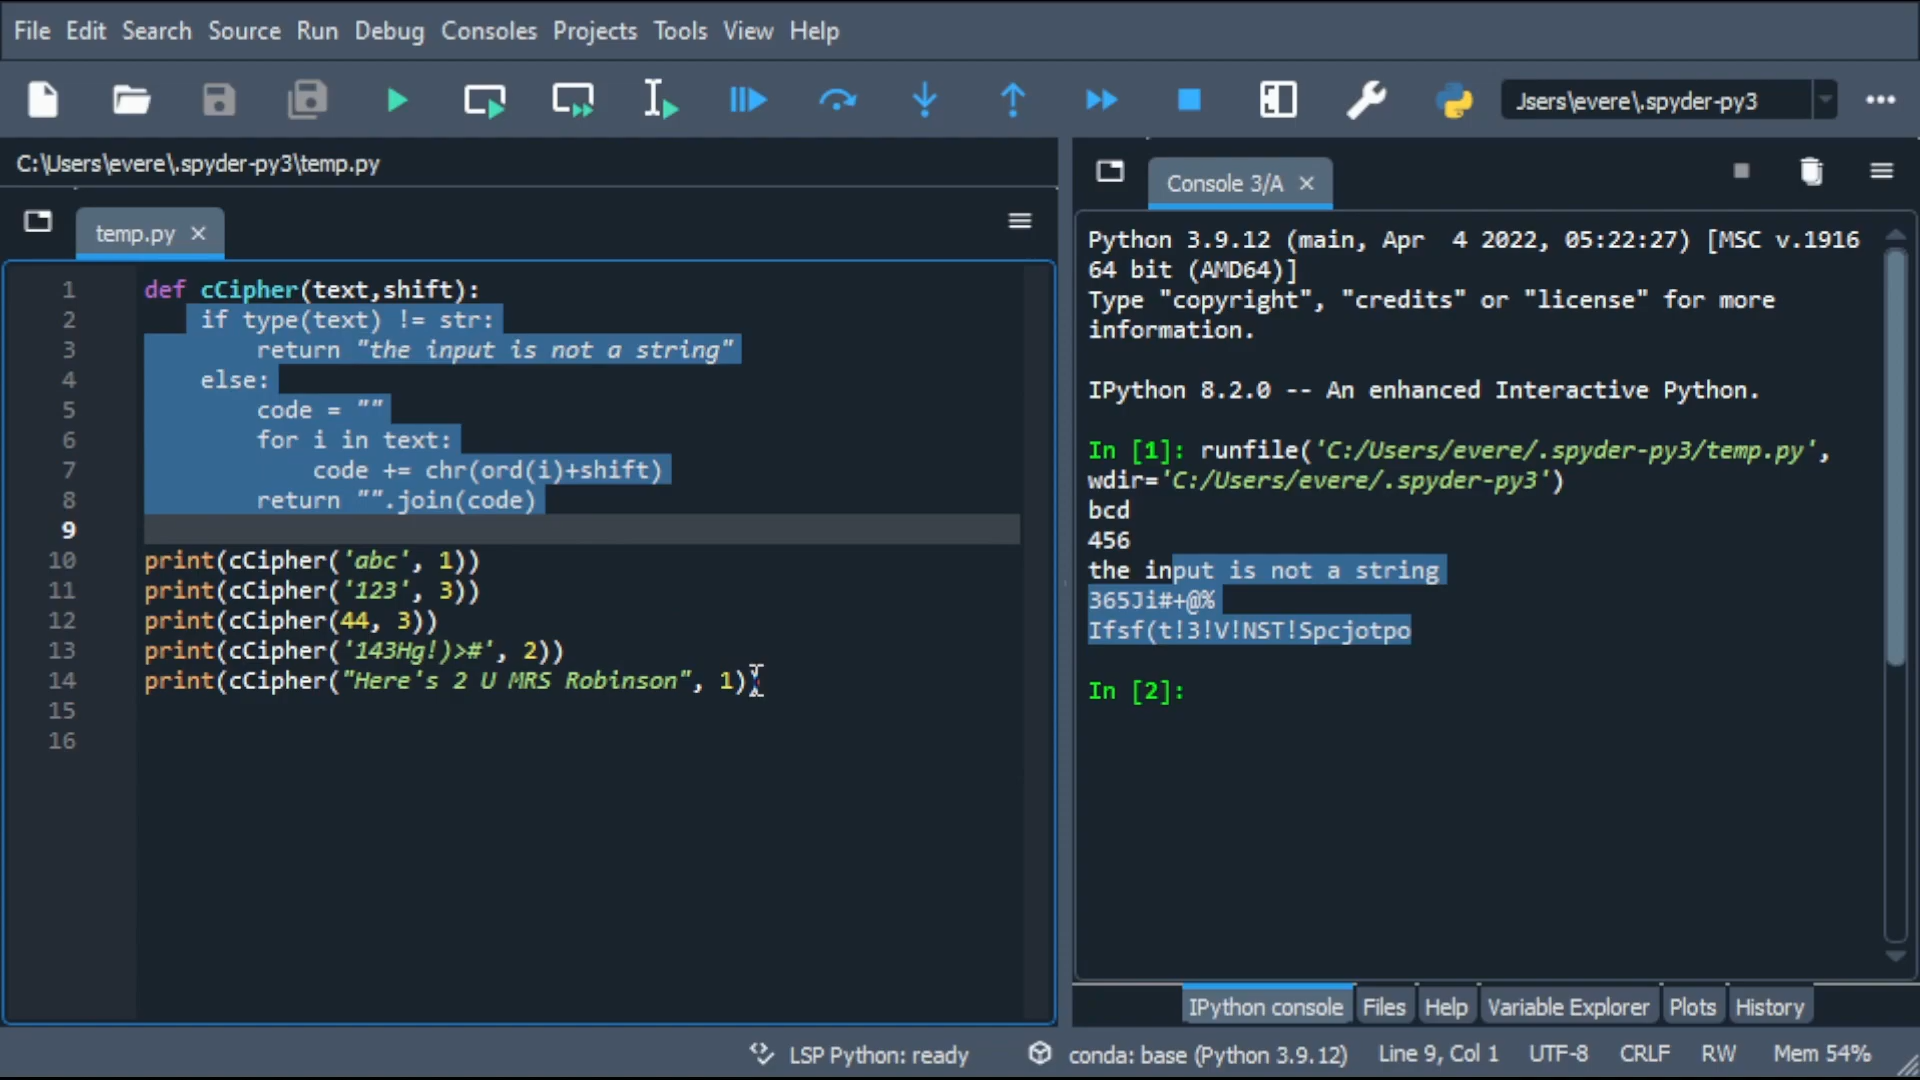 File Edit Search Source Run Debug Consoles Projects Tools View Help
Jsers\evere\.spyder-py3
C:\Users\evere\.spyder-py3\temp.py
temp.py
1 def cCipher(text,shift):
2 if type(text) != str:
3 return "the input is not a string"
4 else:
5 code = ""
6 for i in text:
7 code += chr(ord(i)+shift)
8 return "".join(code)
9
10 print(cCipher('abc', 1))
11 print(cCipher('123', 3))
12 print(cCipher(44, 3))
13 print(cCipher('143Hg!)>#', 2))
14 print(cCipher("Here's 2 U MRS Robinson", 1))
15
16
Console 3/A
Python 3.9.12 (main, Apr  4 2022, 05:22:27) [MSC v.1916
64 bit (AMD64)]
Type "copyright", "credits" or "license" for more
information.
IPython 8.2.0 -- An enhanced Interactive Python.
In [1]: runfile('C:/Users/evere/.spyder-py3/temp.py',
wdir='C:/Users/evere/.spyder-py3')
bcd
456
the input is not a string
365Ji#+@%
Ifsf(t!3!V!NST!Spcjotpo
In [2]:
IPython console Files Help Variable Explorer Plots History
LSP Python: ready conda: base (Python 3.9.12) Line 9, Col 1 UTF-8 CRLF RW Mem 54%